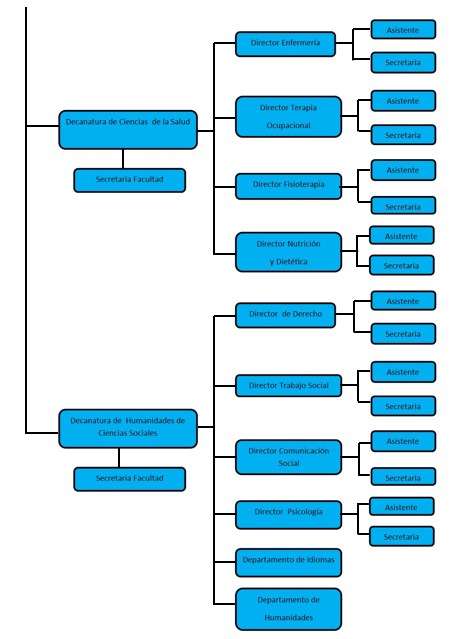 Decanatura de Ciencias de la Salud
Secretaria Facultad
Director Enfermería
Asistente
Secretaria
Director Terapia
Ocupacional
Asistente
Secretaria
Director Fisioterapia
Asistente
Secretaria
Director Nutrición
y Dietética
Asistente
Secretaria
Decanatura de Humanidades de
Ciencias Sociales
Secretaria Facultad
Director de Derecho
Asistente
Secretaria
Director Trabajo Social
Asistente
Secretaria
Director Comunicación
Social
Asistente
Secretaria
Director Psicología
Asistente
Secretaria
Departamento de Idiomas
Departamento de
Humanidades